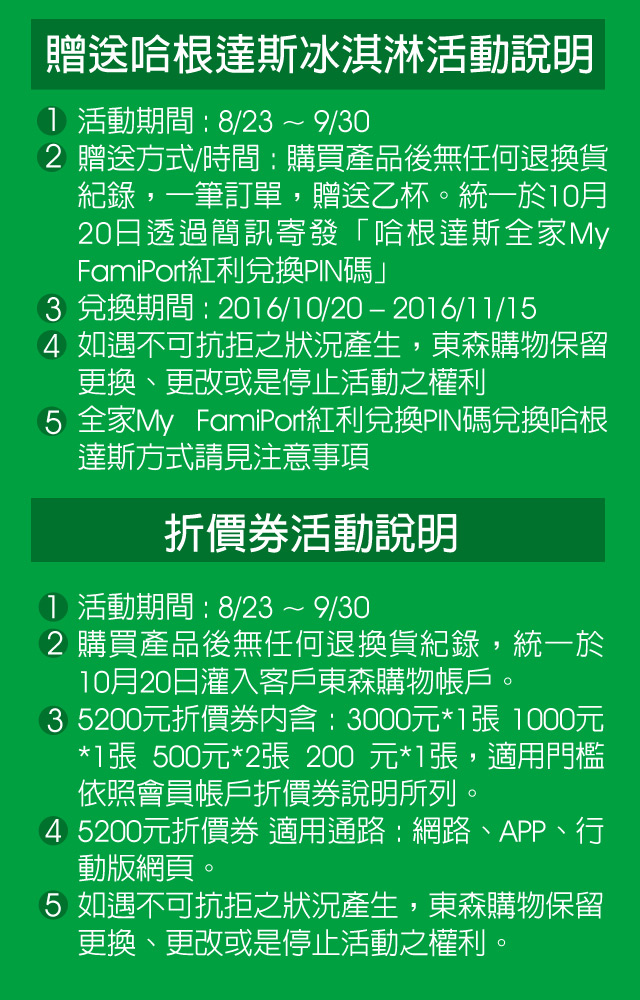 贈送哈根達斯冰淇淋活動說明
1 活動期間：8/23 ～ 9/30
2 贈送方式/時間：購買產品後無任何退換貨
紀錄，一筆訂單，贈送乙杯。統一於10月
20日透過簡訊寄發「哈根達斯全家My
FamiPort紅利兌換PIN碼」
3 兌換期間：2016/10/20 – 2016/11/15
4 如遇不可抗拒之狀況產生，東森購物保留
更換、更改或是停止活動之權利
5 全家My FamiPort紅利兌換PIN碼兌換哈根
達斯方式請見注意事項
折價券活動說明
1 活動期間：8/23 ～ 9/30
2 購買產品後無任何退換貨紀錄，統一於
10月20日灌入客戶東森購物帳戶。
3 5200元折價券内含：3000元*1張 1000元
*1張 500元*2張 200 元*1張，適用門檻
依照會員帳戶折價券說明所列。
4 5200元折價券 適用通路：網路、APP、行
動版網頁。
5 如遇不可抗拒之狀況產生，東森購物保留
更換、更改或是停止活動之權利。